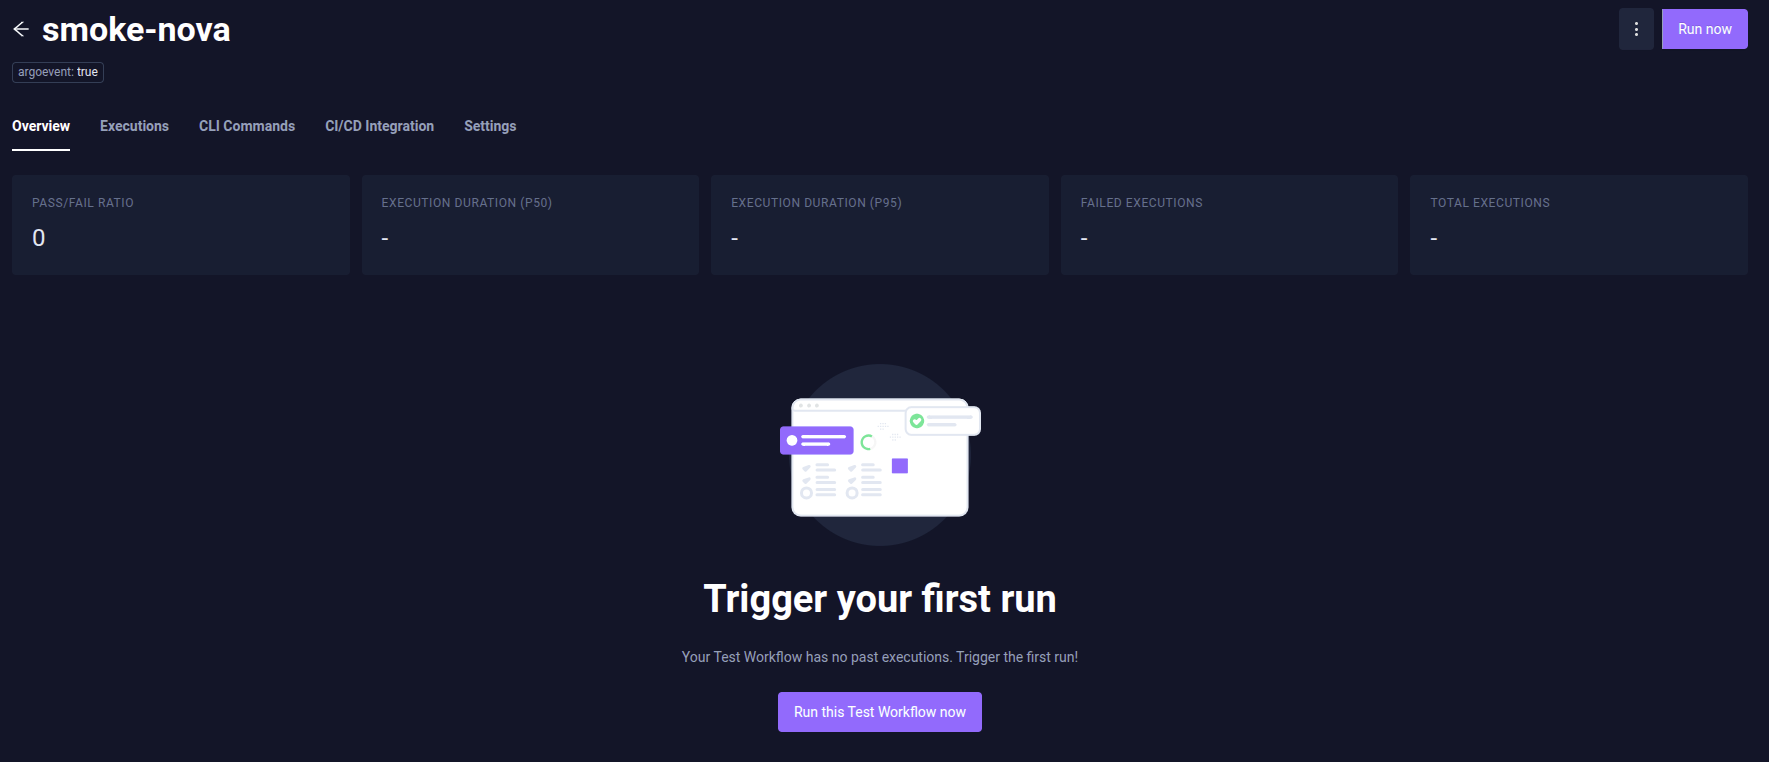 smoke-nova
Run now
argoevent: true
Overview Executions CLI Commands CI/CD Integration Settings
PASS/FAIL RATIO
0
EXECUTION DURATION (P50)
-
EXECUTION DURATION (P95)
-
FAILED EXECUTIONS
-
TOTAL EXECUTIONS
-
Trigger your first run
Your Test Workflow has no past executions. Trigger the first run!
Run this Test Workflow now